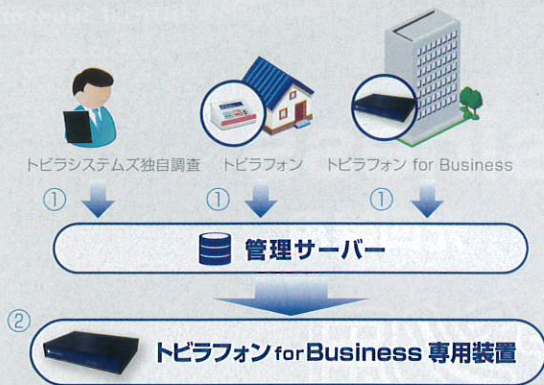 トビラシステムズ独自調査 トビラフォン トビラフォン for Business
① ① ①
管理サーバー
②
トビラフォン for Business 専用装置